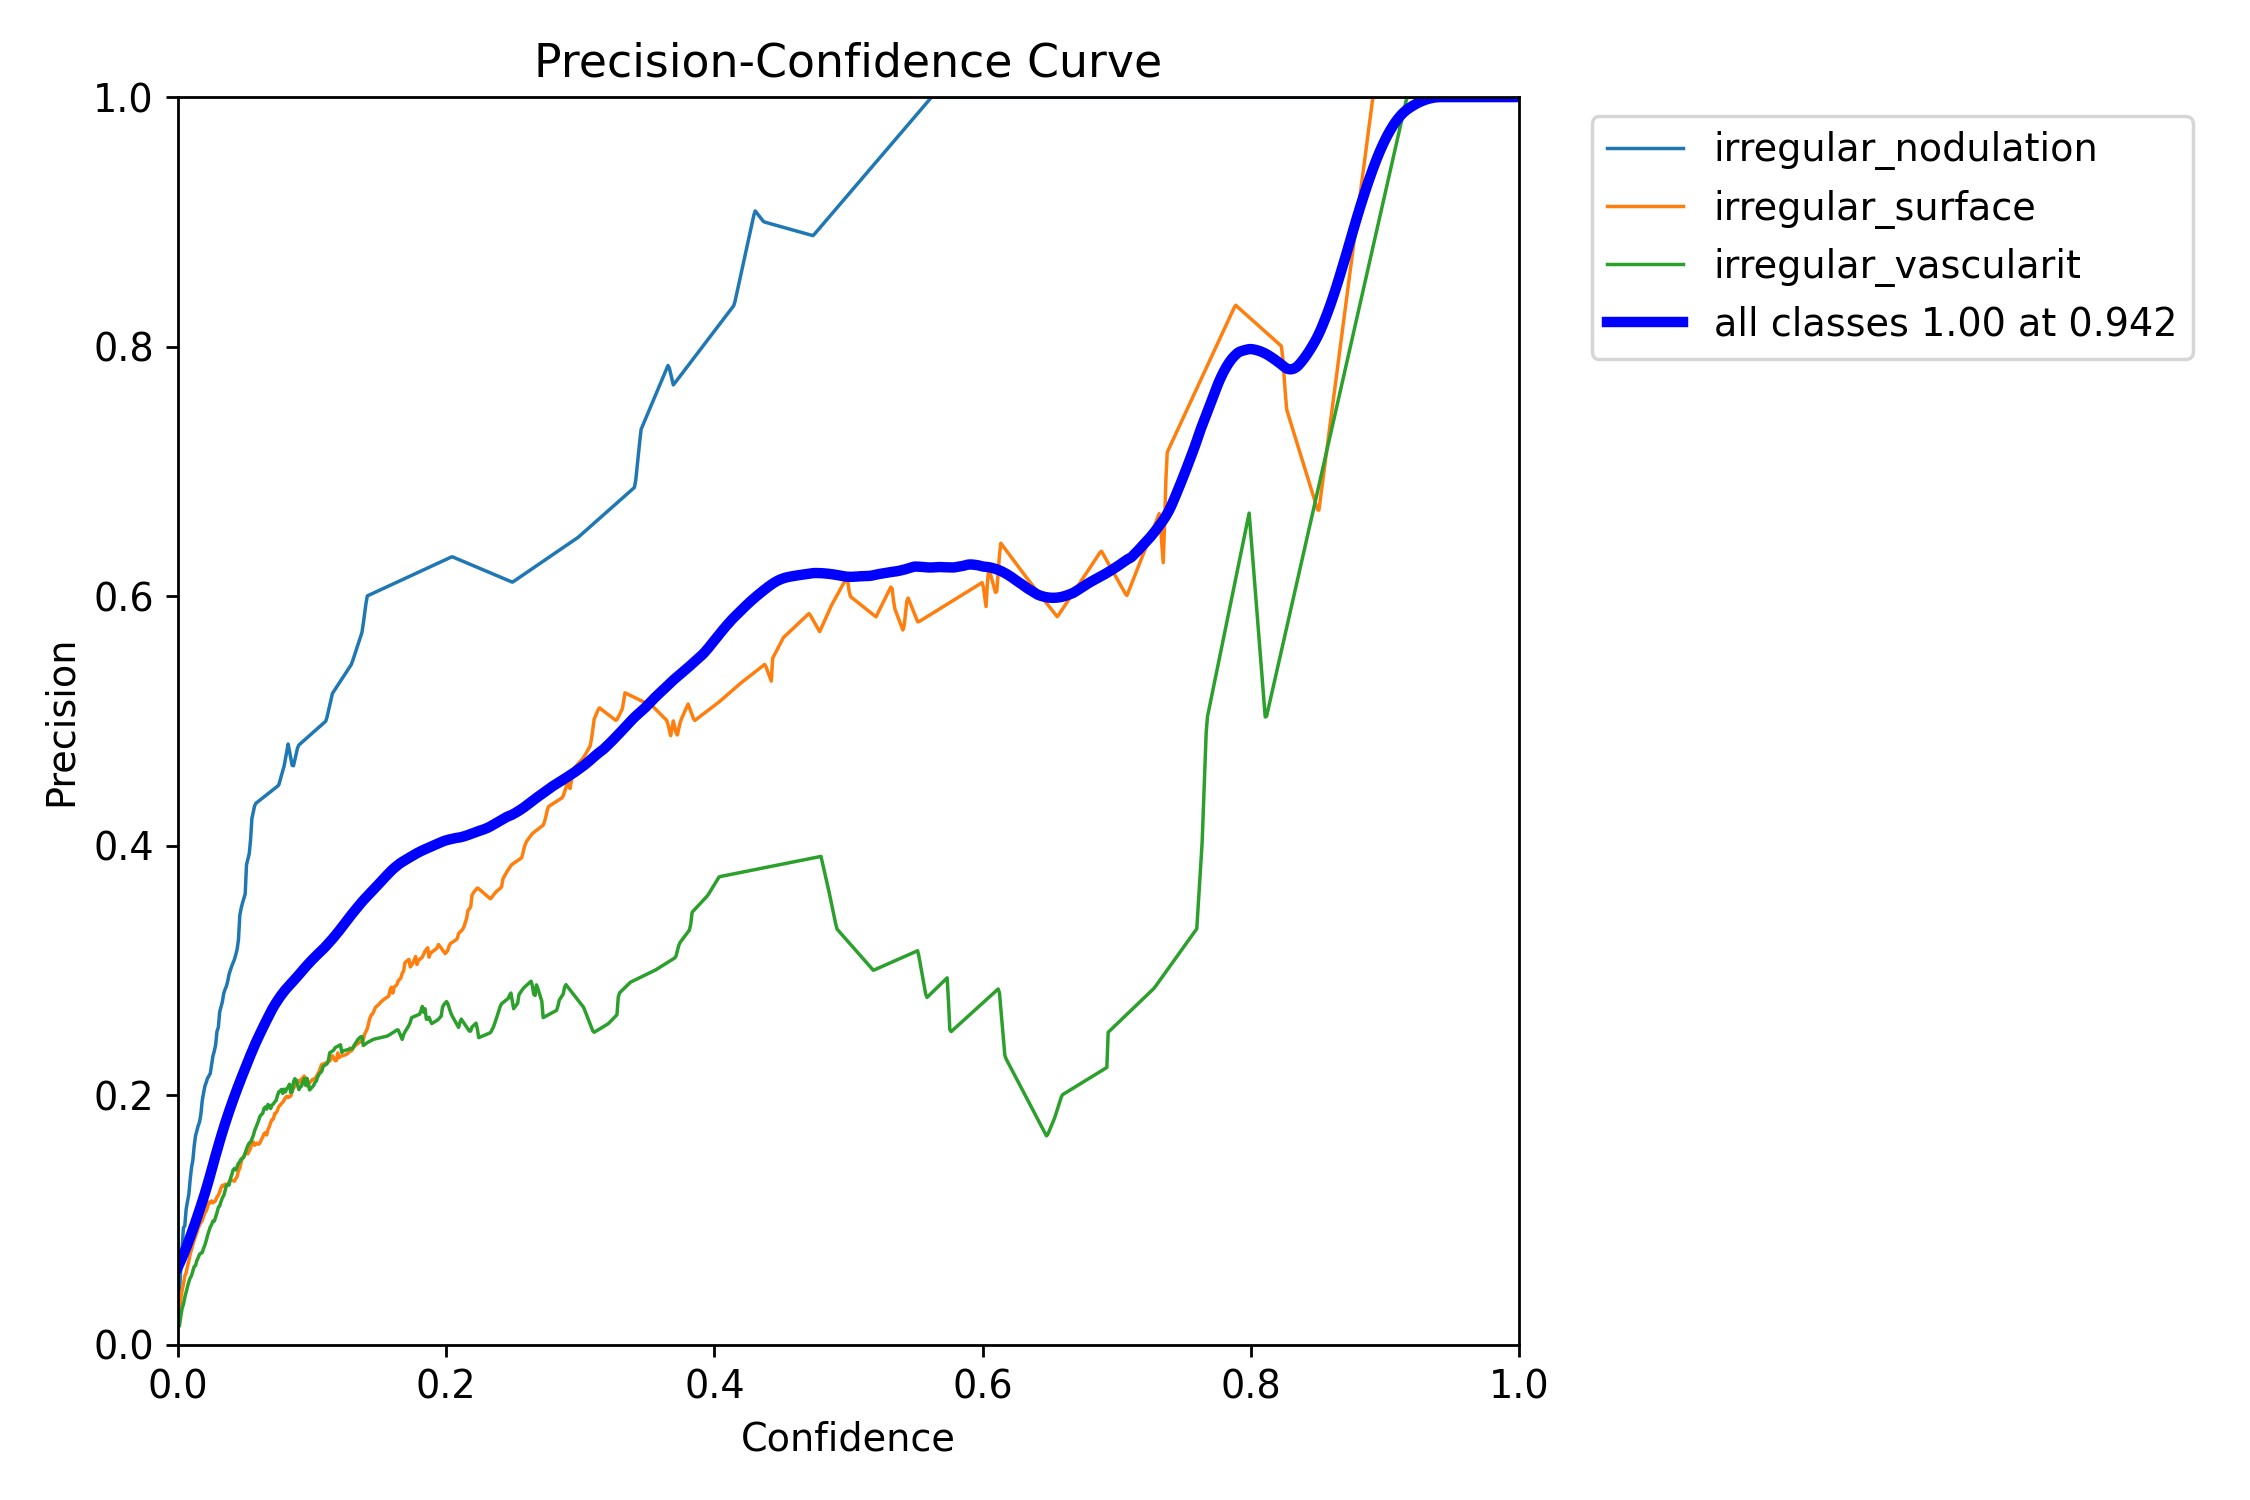 Precision-Confidence Curve
1.0
0.8
0.6
0.4
0.2
0.0
Precision
0.0 0.2 0.4 0.6 0.8 1.0
Confidence
irregular_nodulation
irregular_surface
irregular_vascularit
all classes 1.00 at 0.942